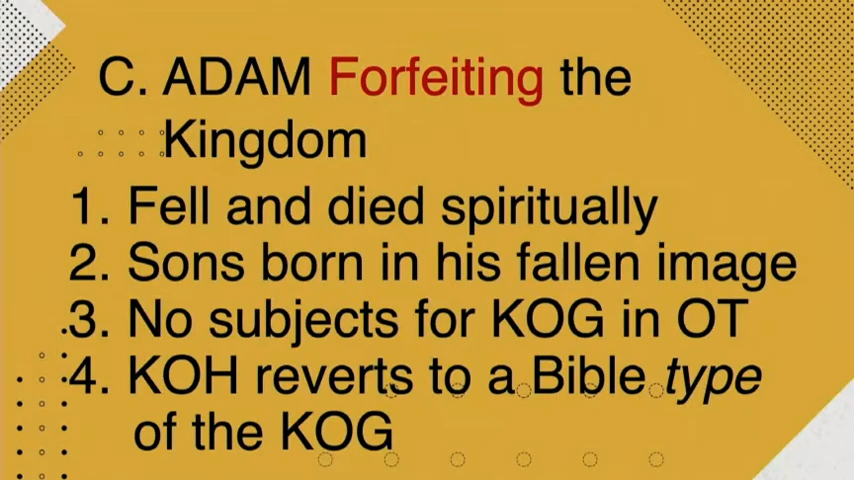 C. ADAM Forfeiting the
Kingdom
1. Fell and died spiritually
2. Sons born in his fallen image
3. No subjects for KOG in OT
4. KOH reverts to a Bible type
of the KOG